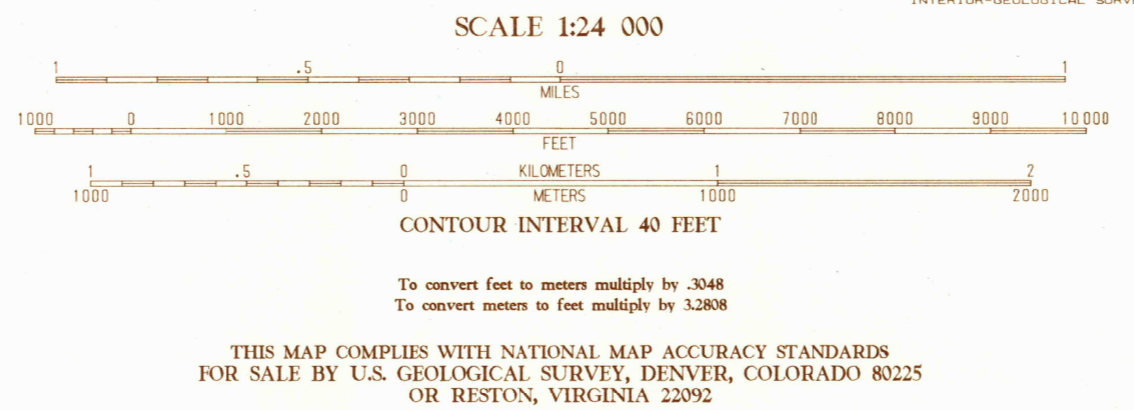 INTERIOR-GEOLOGICAL
SCALE 1:24 000
1 .5 0 1
MILES
1000 0 1000 2000 3000 4000 5000 6000 7000 8000 9000 10 000
FEET
1 .5 0 KILOMETERS 1 2
1000 0 METERS 1000 2000
CONTOUR INTERVAL 40 FEET
To convert feet to meters multiply by .3048
To convert meters to feet multiply by 3.2808
THIS MAP COMPLIES WITH NATIONAL MAP ACCURACY STANDARDS
FOR SALE BY U.S. GEOLOGICAL SURVEY, DENVER, COLORADO 80225
OR RESTON, VIRGINIA 22092